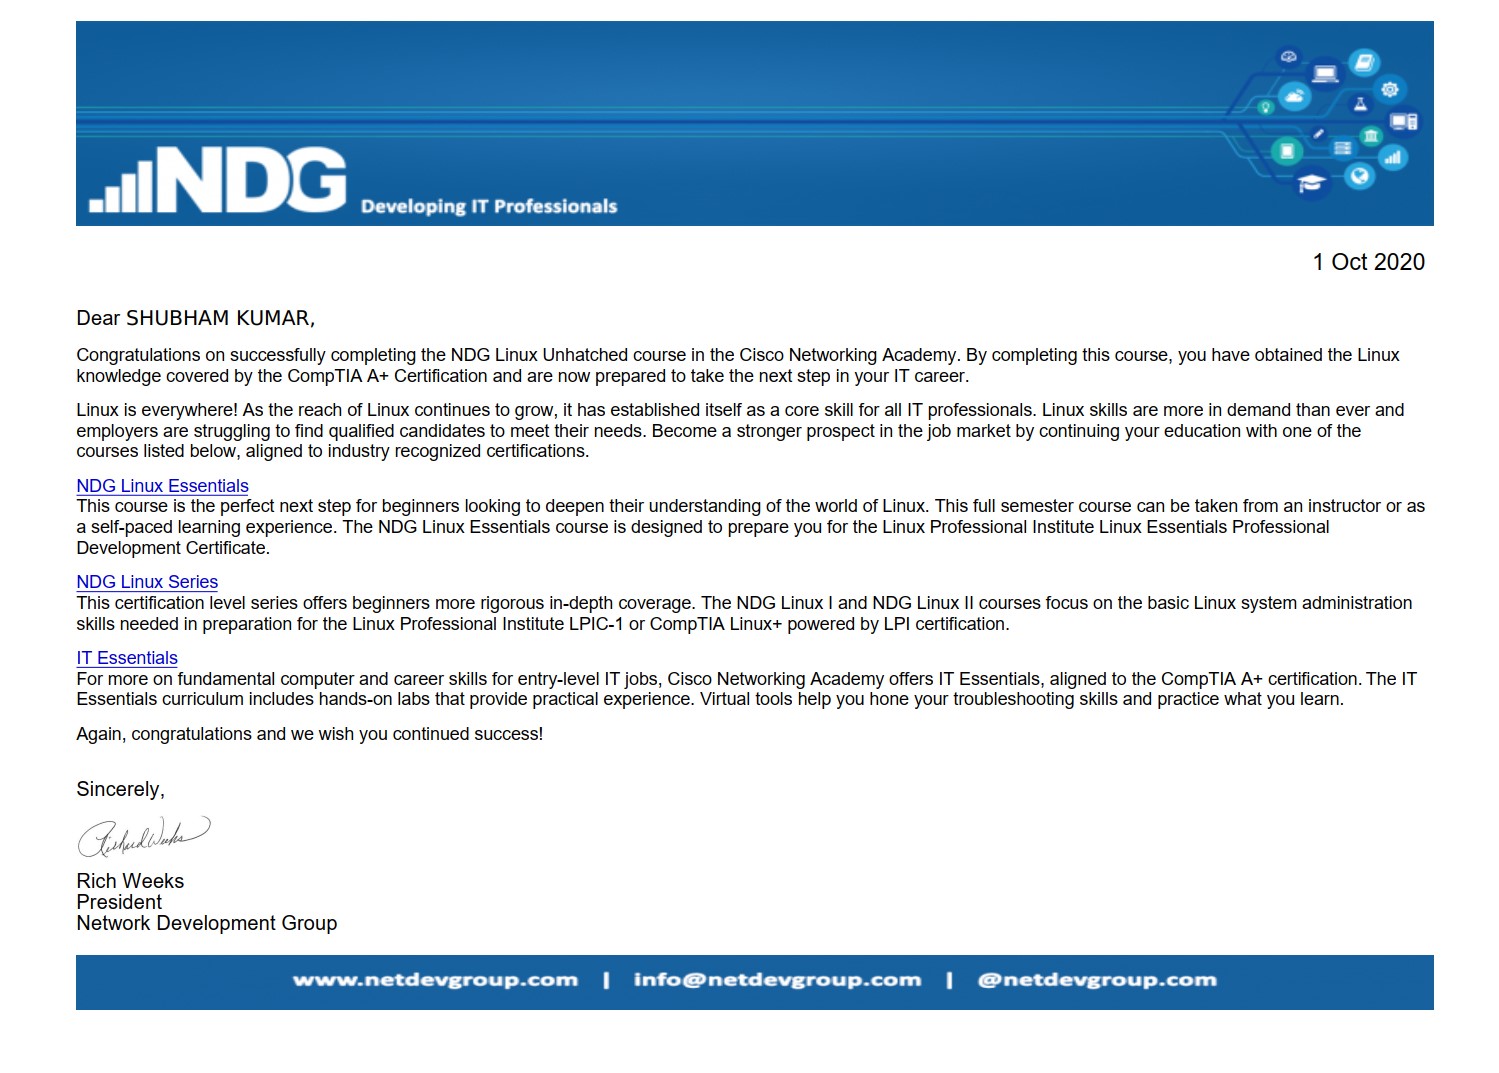 NDG Developing IT Professionals
1 Oct 2020
Dear SHUBHAM KUMAR,
Congratulations on successfully completing the NDG Linux Unhatched course in the Cisco Networking Academy. By completing this course, you have obtained the Linux
knowledge covered by the CompTIA A+ Certification and are now prepared to take the next step in your IT career.
Linux is everywhere! As the reach of Linux continues to grow, it has established itself as a core skill for all IT professionals. Linux skills are more in demand than ever and
employers are struggling to find qualified candidates to meet their needs. Become a stronger prospect in the job market by continuing your education with one of the
courses listed below, aligned to industry recognized certifications.
NDG Linux Essentials
This course is the perfect next step for beginners looking to deepen their understanding of the world of Linux. This full semester course can be taken from an instructor or as
a self-paced learning experience. The NDG Linux Essentials course is designed to prepare you for the Linux Professional Institute Linux Essentials Professional
Development Certificate.
NDG Linux Series
This certification level series offers beginners more rigorous in-depth coverage. The NDG Linux I and NDG Linux II courses focus on the basic Linux system administration
skills needed in preparation for the Linux Professional Institute LPIC-1 or CompTIA Linux+ powered by LPI certification.
IT Essentials
For more on fundamental computer and career skills for entry-level IT jobs, Cisco Networking Academy offers IT Essentials, aligned to the CompTIA A+ certification. The IT
Essentials curriculum includes hands-on labs that provide practical experience. Virtual tools help you hone your troubleshooting skills and practice what you learn.
Again, congratulations and we wish you continued success!
Sincerely,
Richard Weeks
Rich Weeks
President
Network Development Group
www.netdevgroup.com | info@netdevgroup.com | @netdevgroup.com